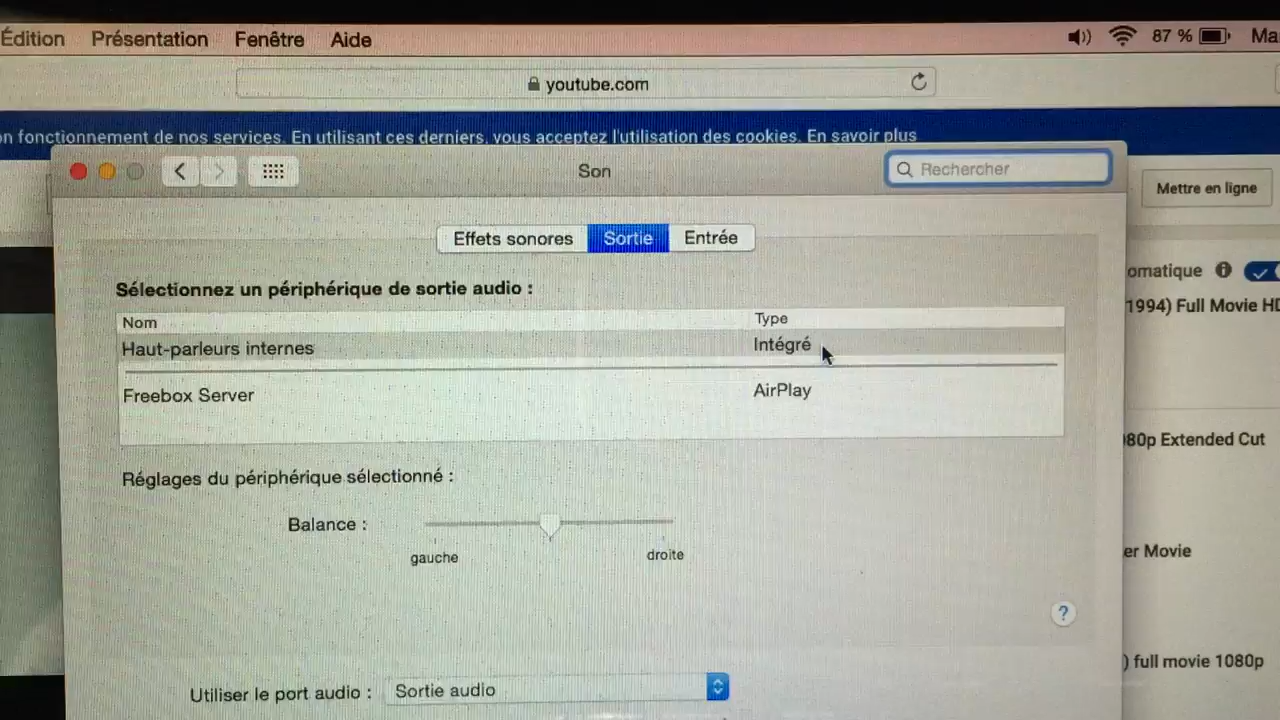 Édition Présentation Fenêtre Aide 87 % Ma
youtube.com
on fonctionnement de nos services. En utilisant ces derniers, vous acceptez l'utilisation des cookies. En savoir plus
Son
Rechercher
Mettre en ligne
Effets sonores Sortie Entrée
omatique
Sélectionnez un périphérique de sortie audio :
1994) Full Movie HD
Nom Type
Haut-parleurs internes Intégré
Freebox Server AirPlay
080p Extended Cut
Réglages du périphérique sélectionné :
Balance :
gauche droite
er Movie
?
) full movie 1080p
Utiliser le port audio : Sortie audio